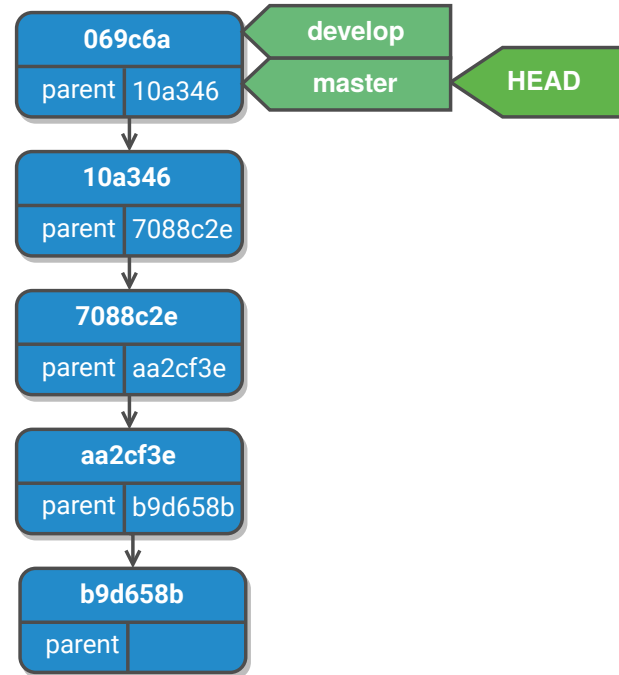 069c6a
develop
parent 10a346
master
HEAD
10a346
parent 7088c2e
7088c2e
parent aa2cf3e
aa2cf3e
parent b9d658b
b9d658b
parent